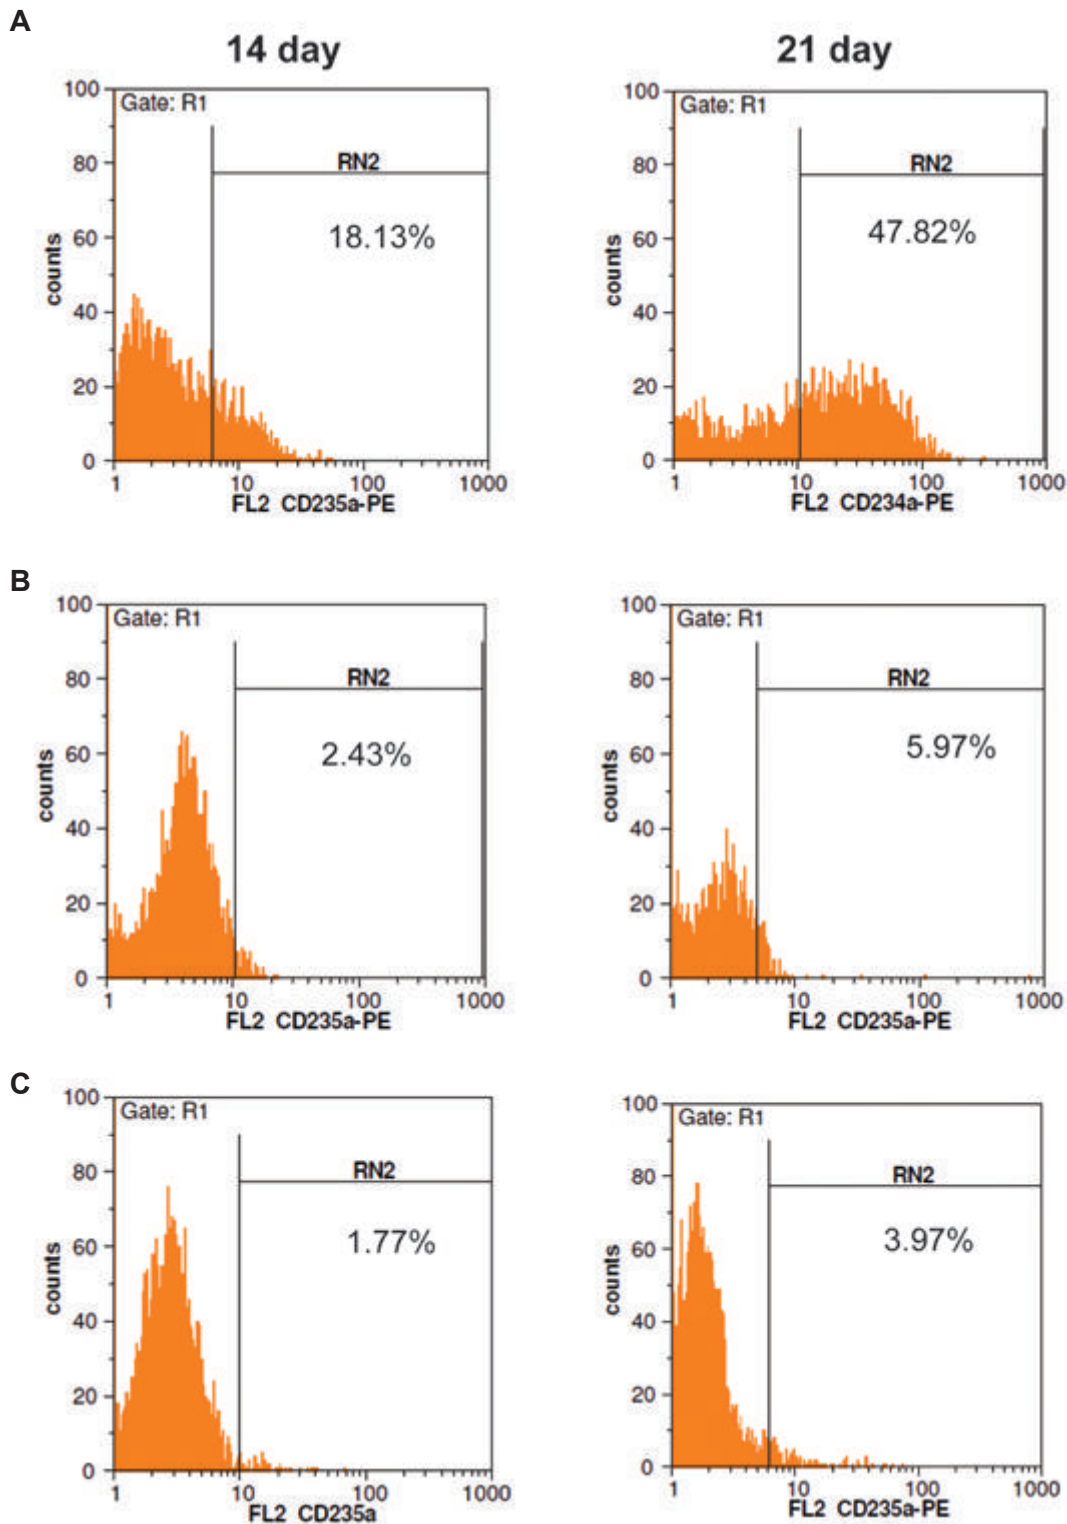 A
14 day
21 day
100
80
60
40
20
0
counts
Gate: R1
RN2
18.13%
1
10
100
1000
FL2 CD235a-PE
100
80
60
40
20
0
counts
Gate: R1
RN2
47.82%
1
10
100
1000
FL2 CD234a-PE
B
100
80
60
40
20
0
counts
Gate: R1
RN2
2.43%
1
10
100
1000
FL2 CD235a-PE
100
80
60
40
20
0
counts
Gate: R1
RN2
5.97%
1
10
100
1000
FL2 CD235a-PE
C
100
80
60
40
20
0
counts
Gate: R1
RN2
1.77%
1
10
100
1000
FL2 CD235a
100
80
60
40
20
0
counts
Gate: R1
RN2
3.97%
1
10
100
1000
FL2 CD235a-PE